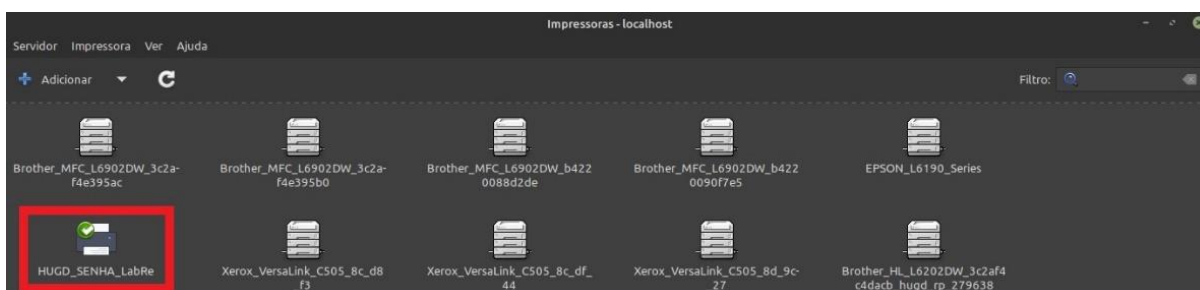 Impressoras - localhost
Servidor Impressora Ver Ajuda
Adicionar
Filtro:
Brother_MFC_L6902DW_3c2a-
f4e395ac
Brother_MFC_L6902DW_3c2a-
f4e395b0
Brother_MFC_L6902DW_b422
0088d2de
Brother_MFC_L6902DW_b422
0090f7e5
EPSON_L6190_Series
HUGD_SENHA_LabRe
Xerox_VersaLink_C505_8c_d8
f3
Xerox_VersaLink_C505_8c_df_
44
Xerox_VersaLink_C505_8d_9c-
27
Brother_HL_L6202DW_3c2af4
c4dacb_hugd_rp_279638